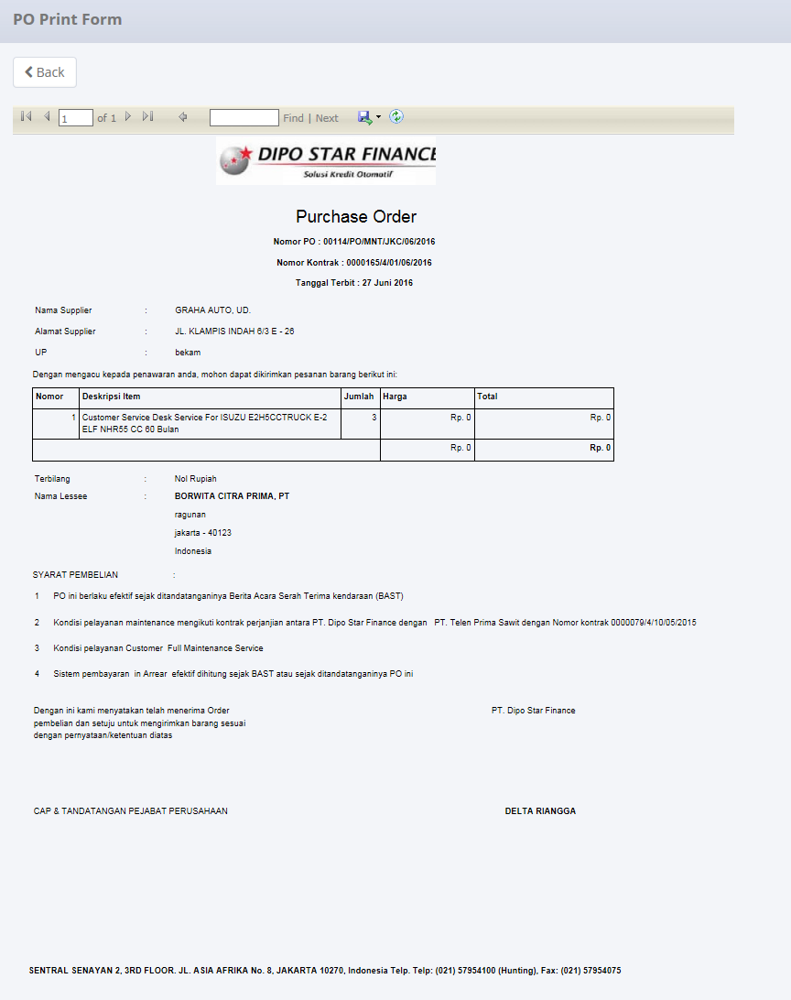 PO Print Form
Back
1 of 1 Find | Next
DIPO STAR FINANCE
Solusi Kredit Otomotif
Purchase Order
Nomor PO : 00114/PO/MNT/JKC/06/2016
Nomor Kontrak : 0000165/4/01/06/2016
Tanggal Terbit : 27 Juni 2016
Nama Supplier : GRAHA AUTO, UD.
Alamat Supplier : JL. KLAMPIS INDAH 6/3 E - 26
UP : bekam
Dengan mengacu kepada penawaran anda, mohon dapat dikirimkan pesanan barang berikut ini:
Nomor Deskripsi Item Jumlah Harga Total
1 Customer Service Desk Service For ISUZU E2H5CCTRUCK E-2 3 Rp. 0 Rp. 0
ELF NHR55 CC 60 Bulan
Rp. 0 Rp. 0
Terbilang : Nol Rupiah
Nama Lessee : BORWITA CITRA PRIMA, PT
ragunan
jakarta - 40123
Indonesia
SYARAT PEMBELIAN :
1 PO ini berlaku efektif sejak ditandatanganinya Berita Acara Serah Terima kendaraan (BAST)
2 Kondisi pelayanan maintenance mengikuti kontrak perjanjian antara PT. Dipo Star Finance dengan PT. Telen Prima Sawit dengan Nomor kontrak 0000079/4/10/05/2015
3 Kondisi pelayanan Customer Full Maintenance Service
4 Sistem pembayaran in Arrear efektif dihitung sejak BAST atau sejak ditandatanganinya PO ini
Dengan ini kami menyatakan telah menerima Order PT. Dipo Star Finance
pembelian dan setuju untuk mengirimkan barang sesuai
dengan pernyataan/ketentuan diatas
CAP & TANDATANGAN PEJABAT PERUSAHAAN DELTA RIANGGA
SENTRAL SENAYAN 2, 3RD FLOOR. JL. ASIA AFRIKA No. 8, JAKARTA 10270, Indonesia Telp. Telp: (021) 57954100 (Hunting), Fax: (021) 57954075